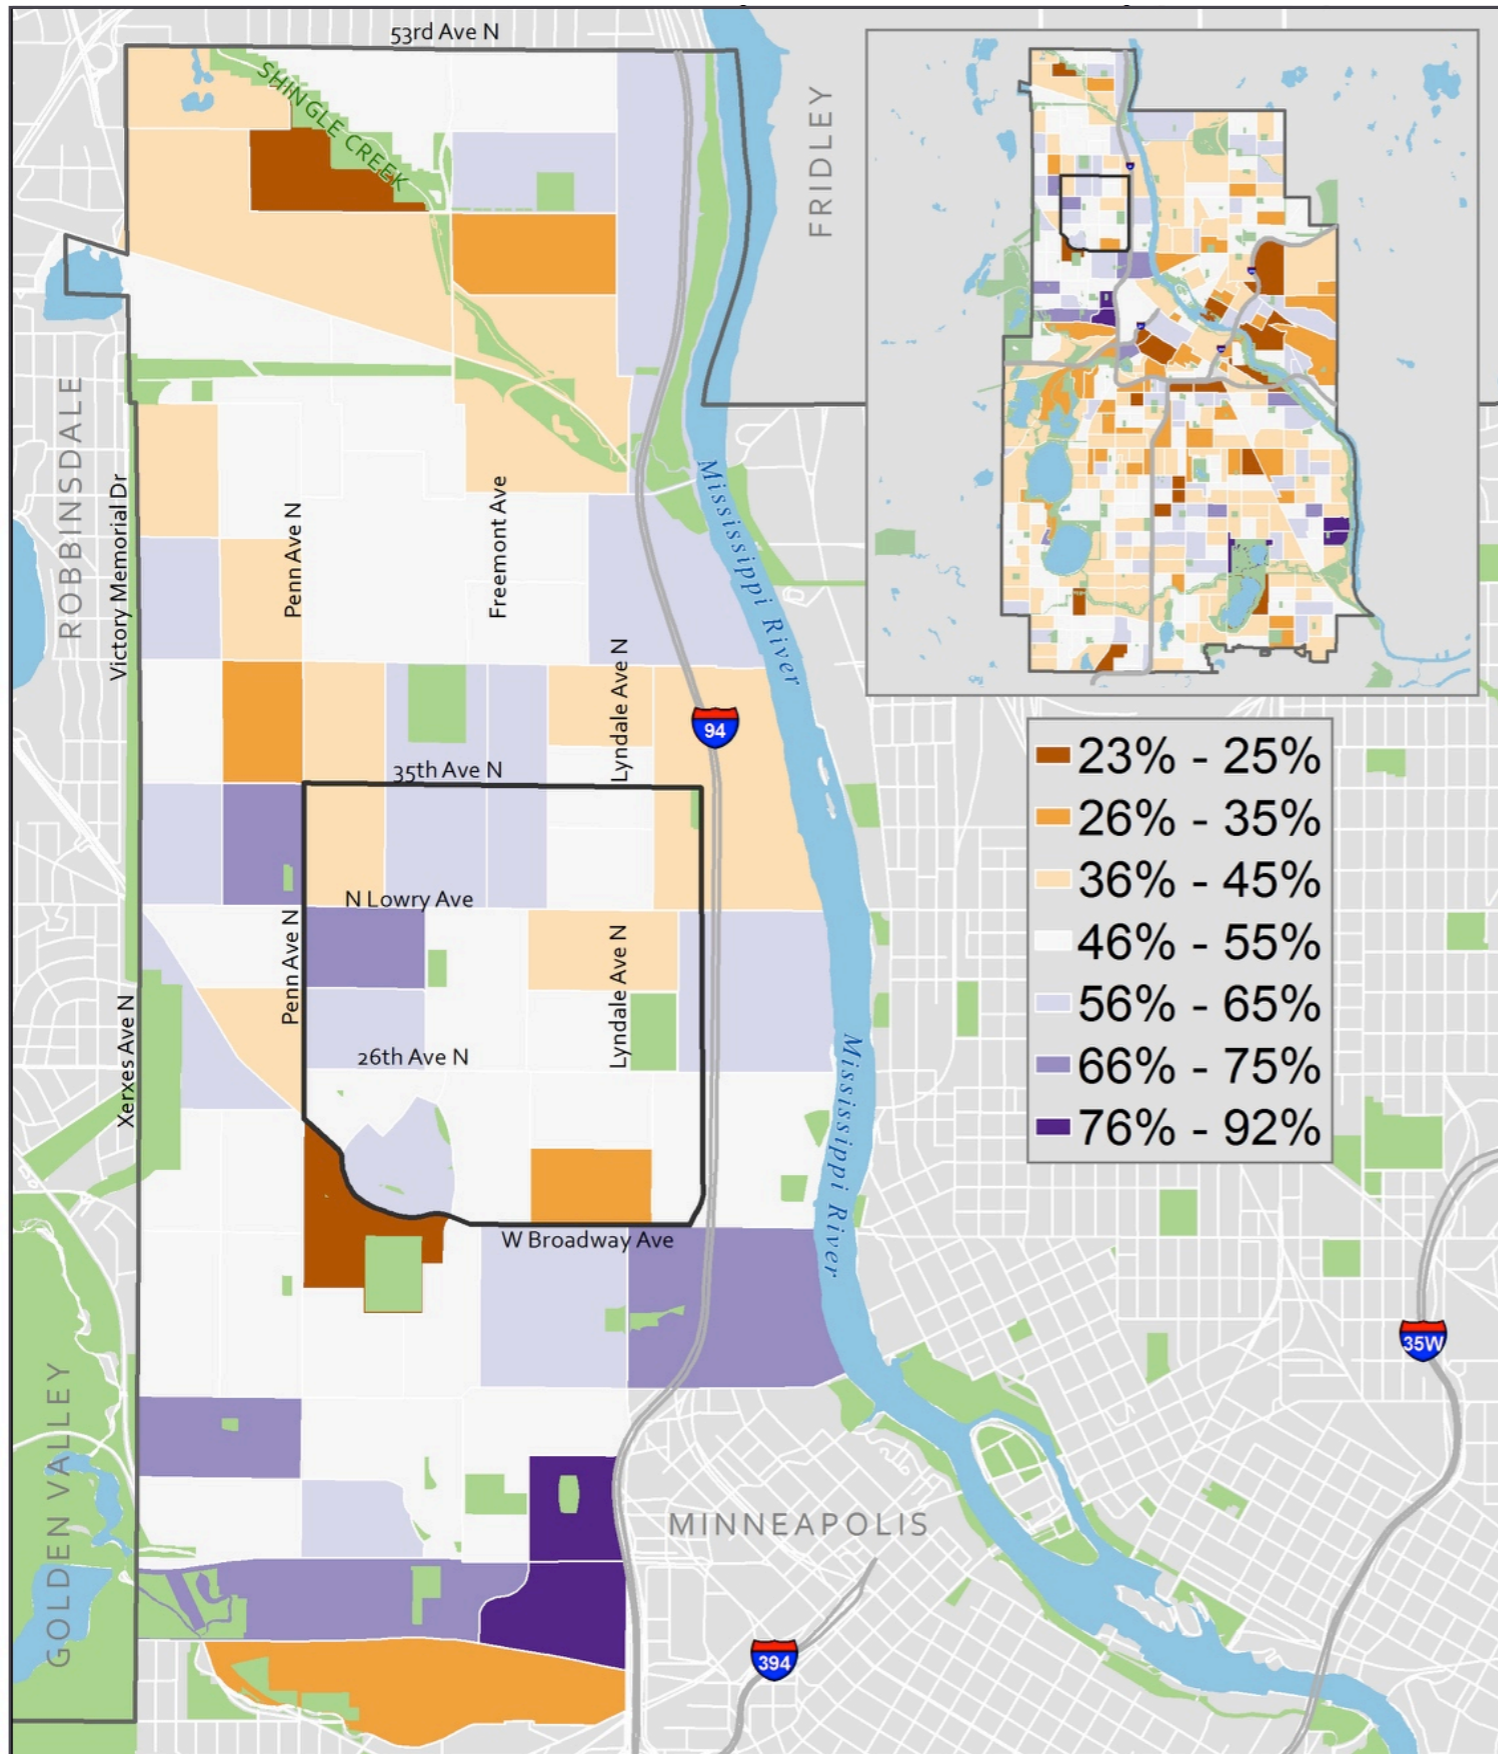 53rd Ave N
SHINGLE CREEK
FRIDLEY
ROBBINSDALE
Victory Memorial Dr
Penn Ave N
Fremont Ave
Mississippi River
Lyndale Ave N
94
35th Ave N
23% - 25%
26% - 35%
36% - 45%
46% - 55%
56% - 65%
66% - 75%
76% - 92%
N Lowry Ave
Penn Ave N
Lyndale Ave N
Xerxes Ave N
26th Ave N
Mississippi River
W Broadway Ave
35W
GOLDEN VALLEY
MINNEAPOLIS
394